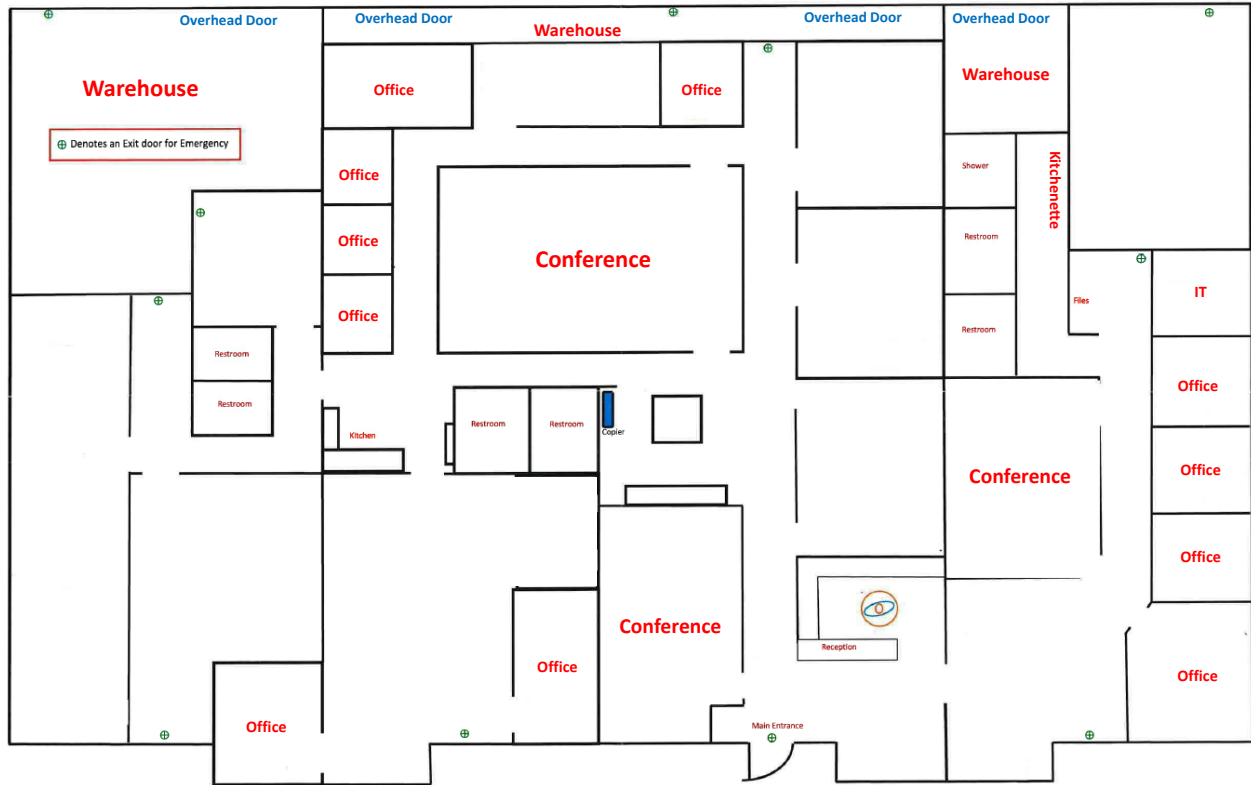 Overhead Door
Overhead Door
Overhead Door
Overhead Door
Warehouse
Warehouse
Warehouse
Office
Office
Denotes an Exit door for Emergency
Office
Shower
Kitchenette
Office
Restroom
Conference
IT
Files
Office
Restroom
Restroom
Office
Restroom
Restroom
Restroom
Copier
Kitchen
Office
Conference
Office
Conference
Reception
Office
Office
Office
Main Entrance